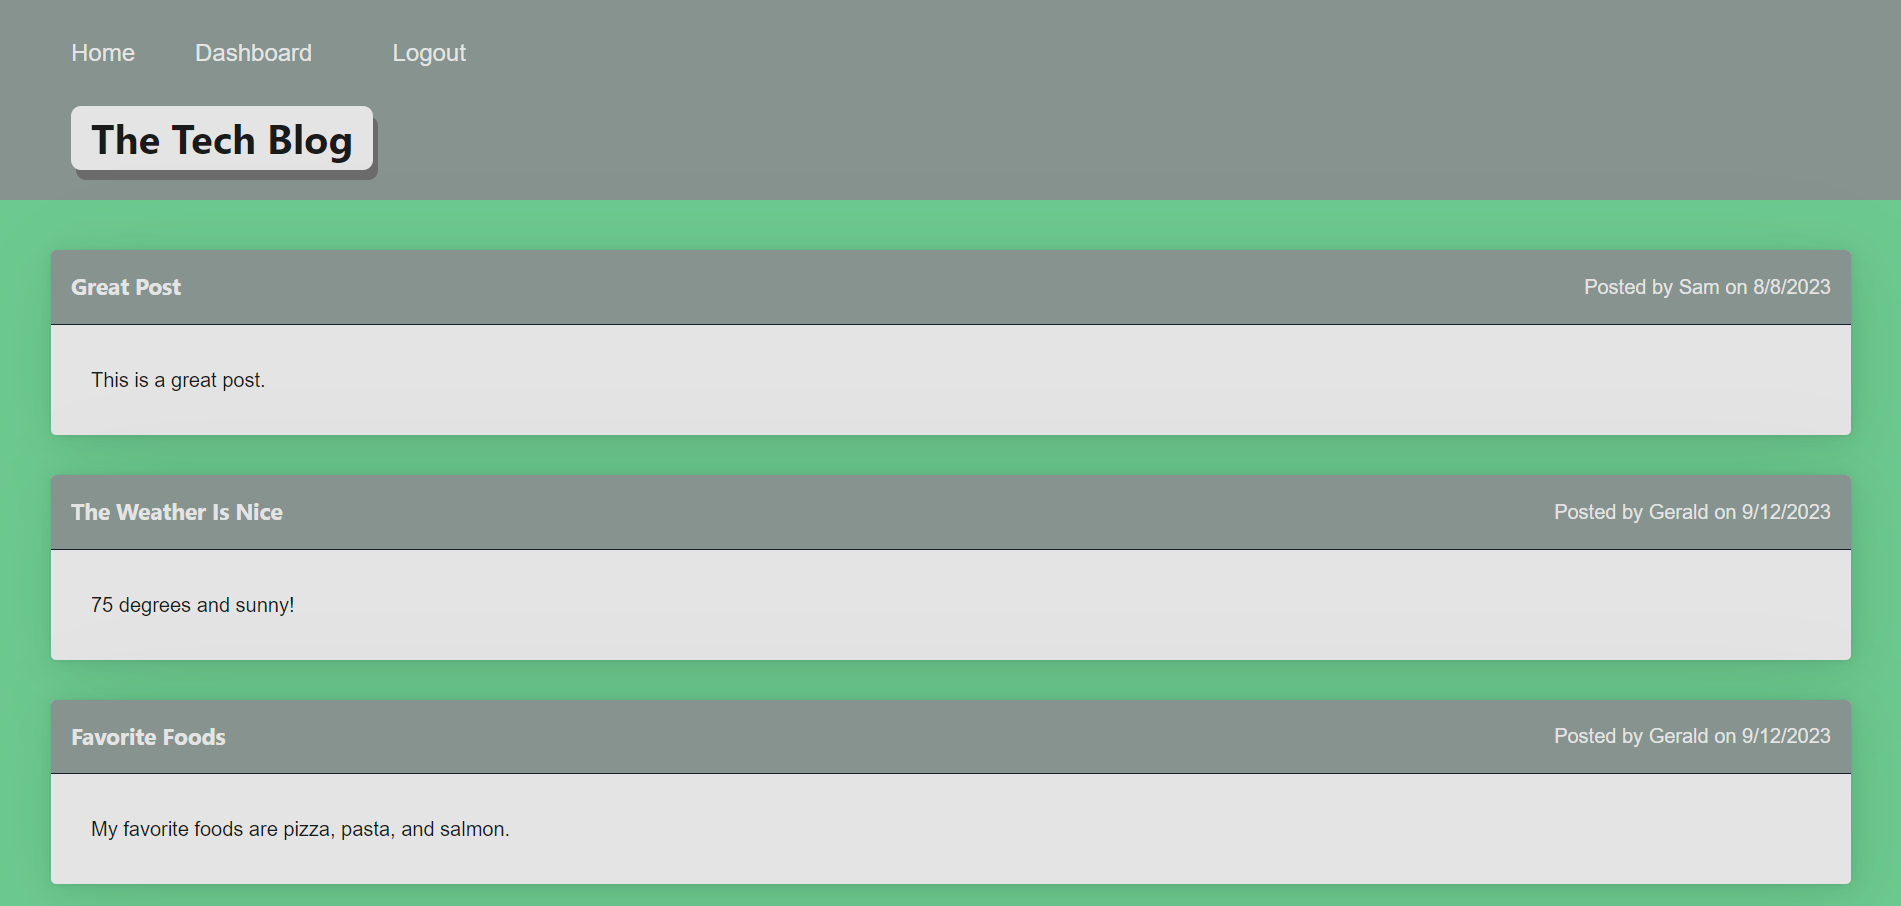 Home Dashboard Logout
The Tech Blog
Great Post Posted by Sam on 8/8/2023
This is a great post.
The Weather Is Nice Posted by Gerald on 9/12/2023
75 degrees and sunny!
Favorite Foods Posted by Gerald on 9/12/2023
My favorite foods are pizza, pasta, and salmon.